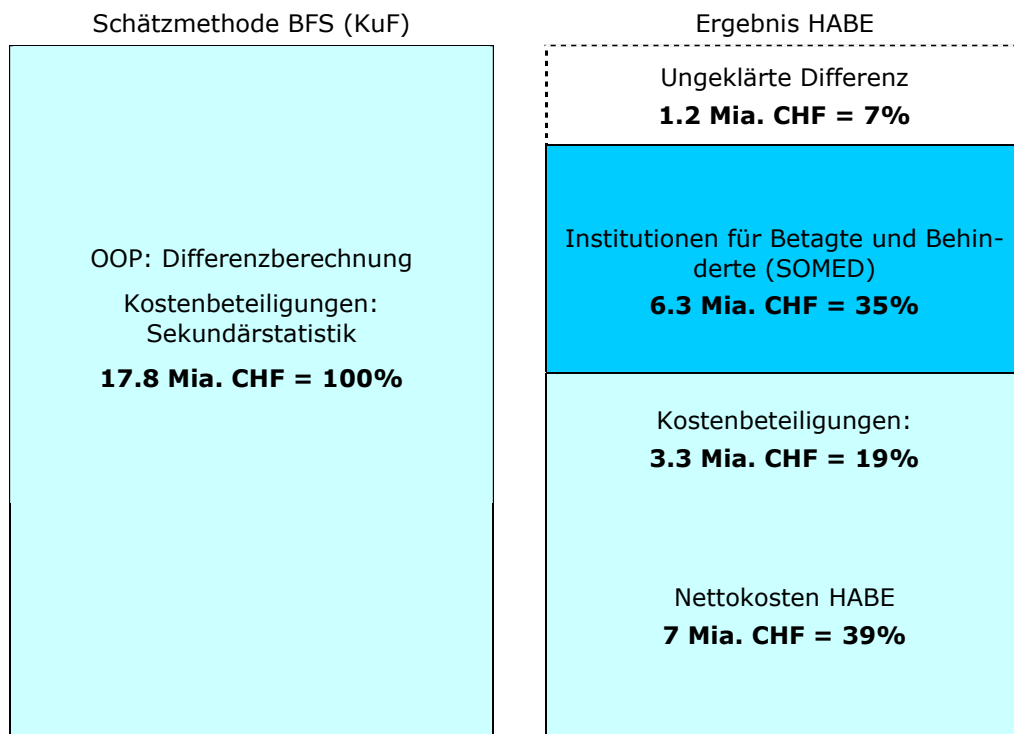 Schätzmethode BFS (KuF)
OOP: Differenzberechnung
Kostenbeteiligungen:
Sekundärstatistik
17.8 Mia. CHF = 100%
Ergebnis HABE
Ungeklärte Differenz
1.2 Mia. CHF = 7%
Institutionen für Betagte und Behin-
derte (SOMED)
6.3 Mia. CHF = 35%
Kostenbeteiligungen:
3.3 Mia. CHF = 19%
Nettokosten HABE
7 Mia. CHF = 39%